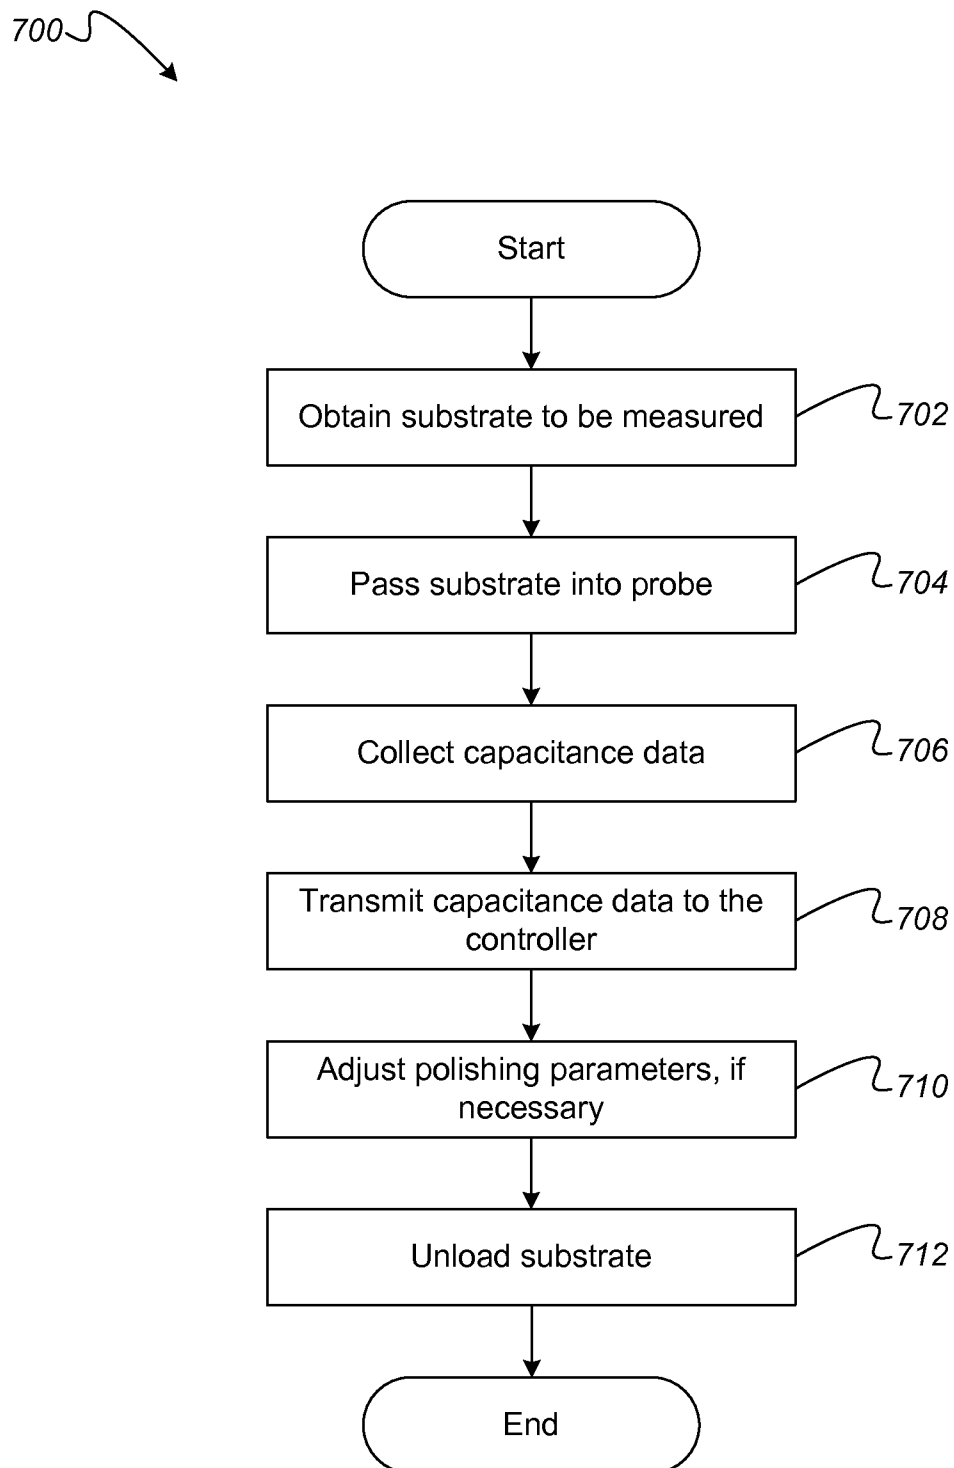 700
Start
Obtain substrate to be measured
702
Pass substrate into probe
704
Collect capacitance data
706
Transmit capacitance data to the
controller
708
Adjust polishing parameters, if
necessary
710
Unload substrate
712
End